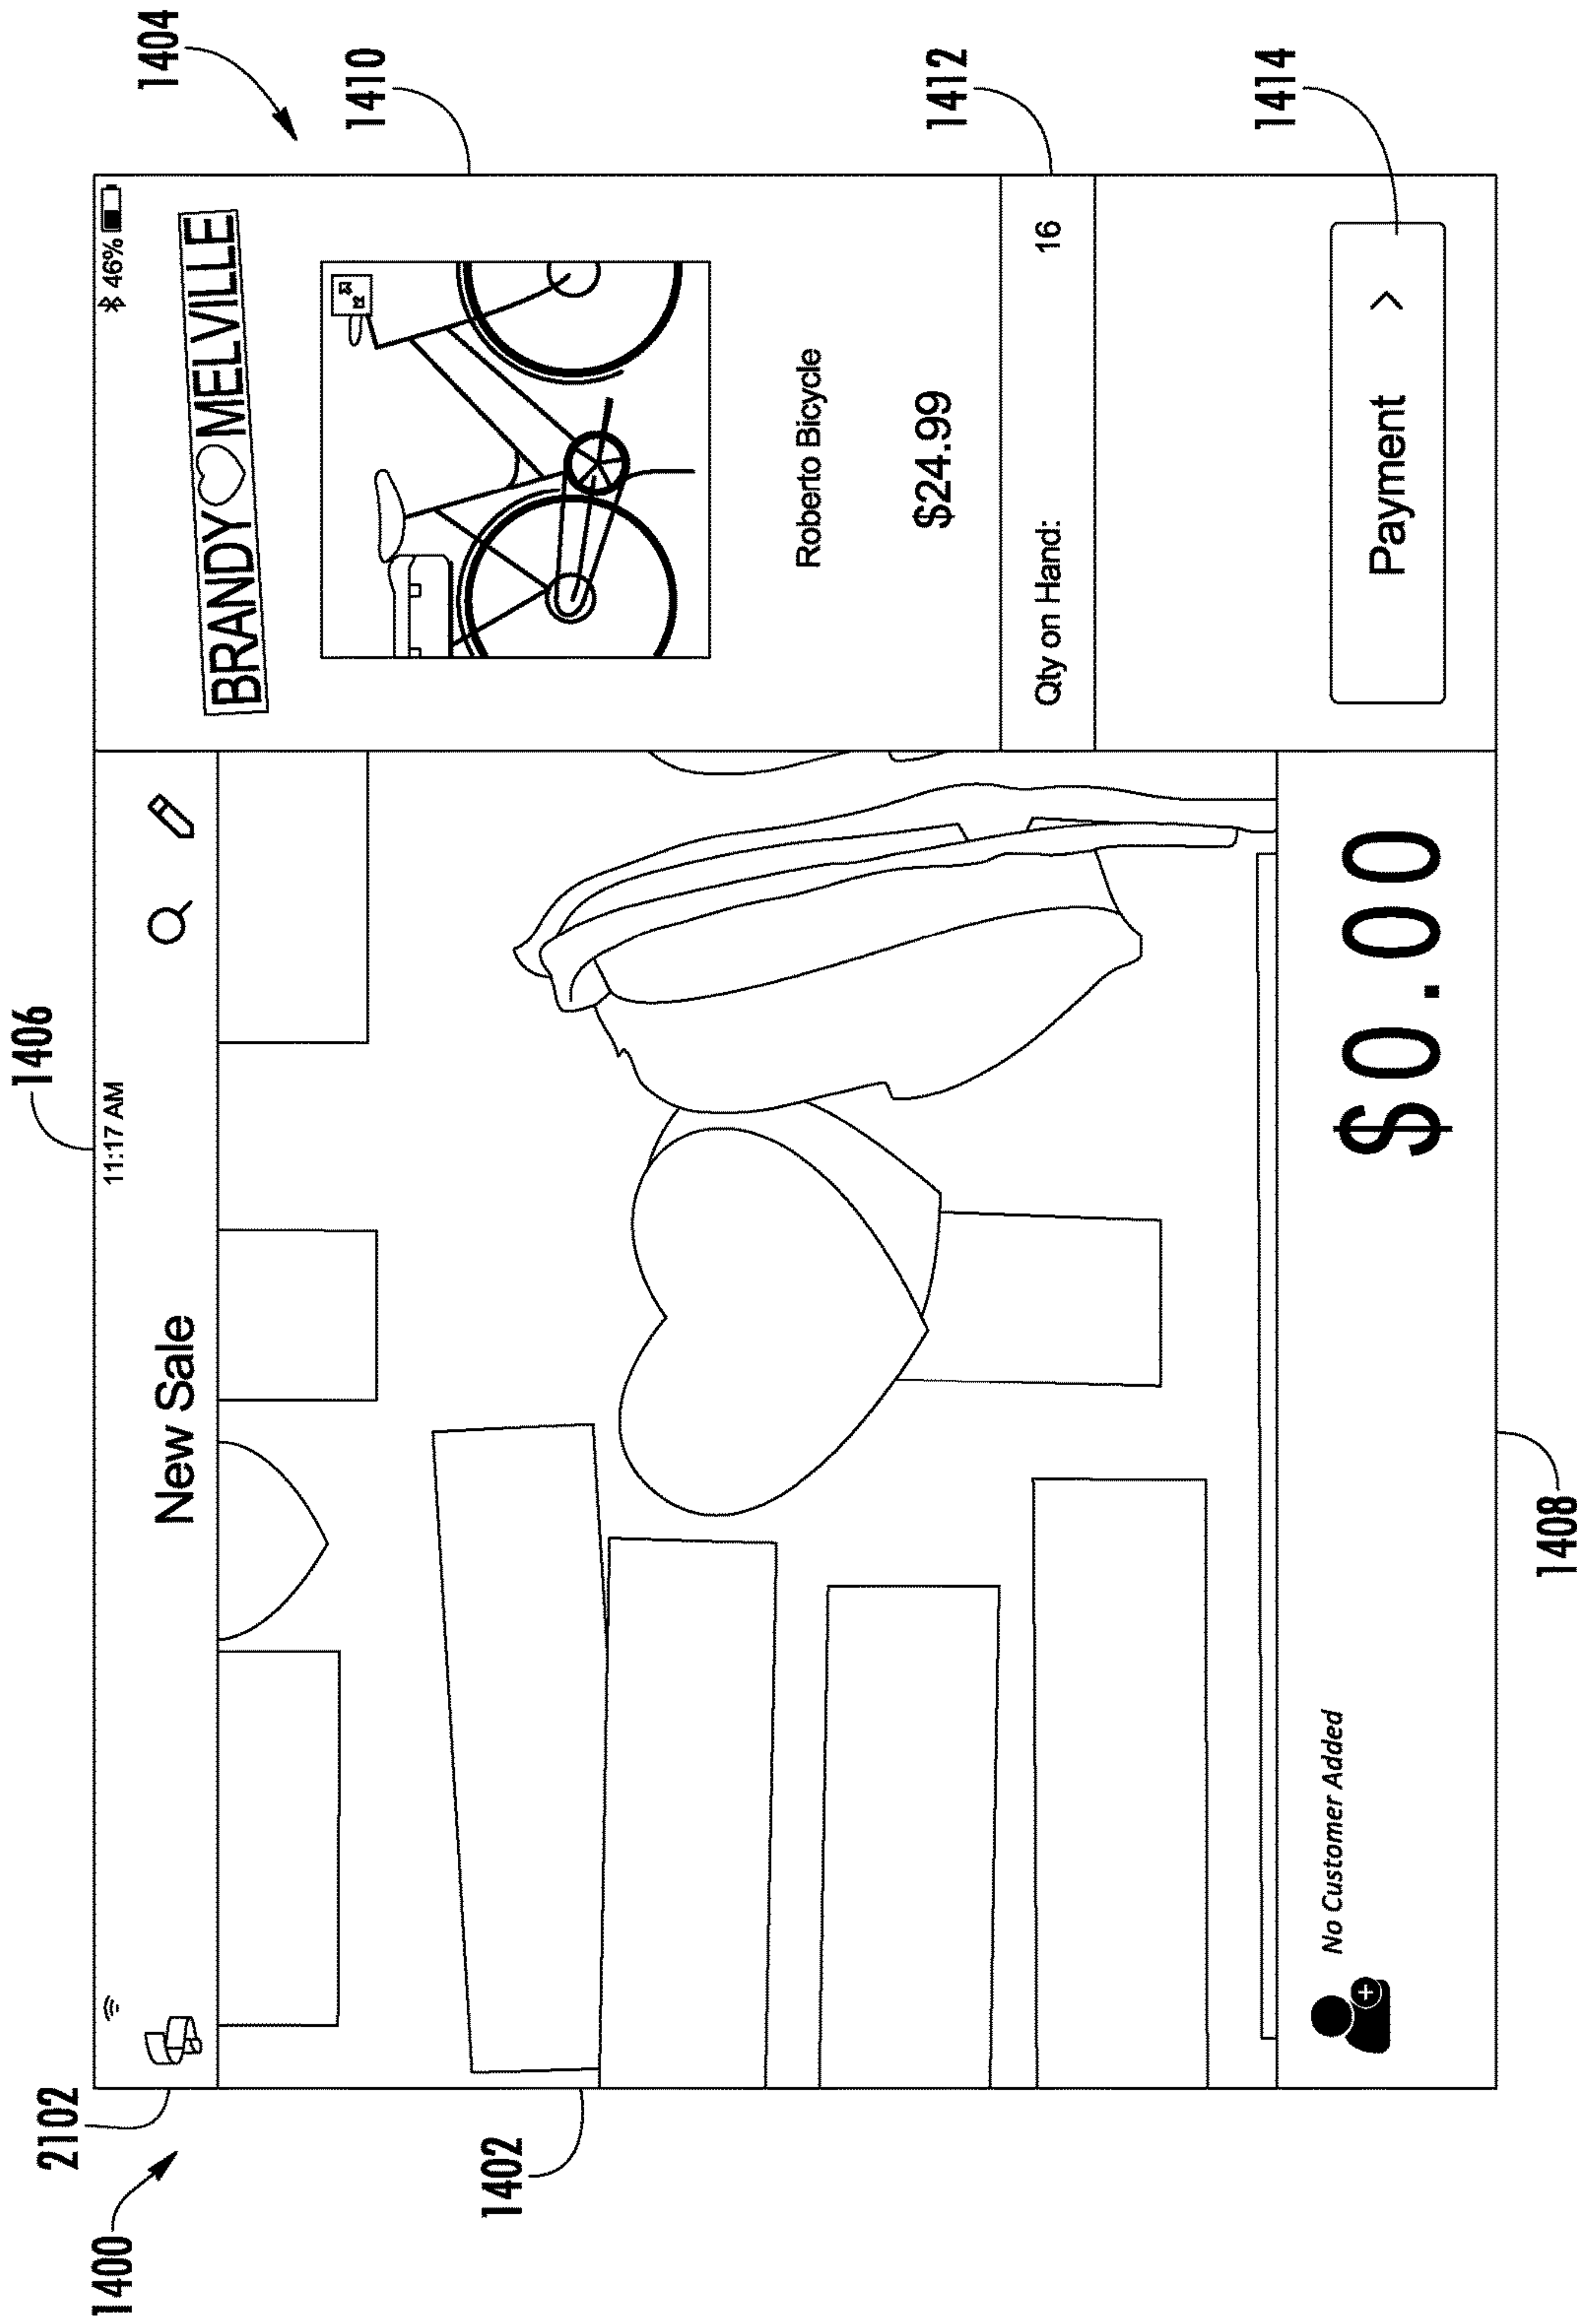 1406
1404
2102
11:17 AM
46%
1400
New Sale
BRANDY MELVILLE
1410
1402
Roberto Bicycle
$24.99
Qty on Hand: 16
1412
No Customer Added
$0.00
Payment >
1414
1408